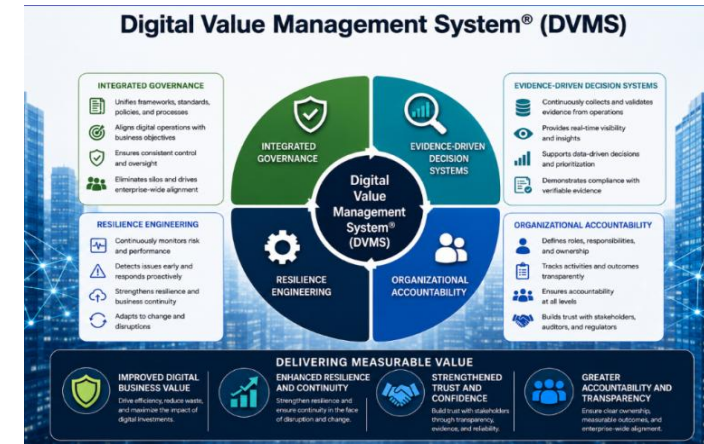 Digital Value Management System® (DVMS)
INTEGRATED GOVERNANCE
Unifies frameworks, standards,
policies, and processes
Aligns digital operations with
business objectives
Ensures consistent control
and oversight
Eliminates silos and drives
enterprise-wide alignment
RESILIENCE ENGINEERING
Continuously monitors risk
and performance
Detects issues early and
responds proactively
Strengthens resilience and
business continuity
Adapts to change and
disruptions
INTEGRATED
GOVERNANCE
EVIDENCE-DRIVEN
DECISION
SYSTEMS
Digital
Value
Management
System®
(DVMS)
RESILIENCE
ENGINEERING
ORGANIZATIONAL
ACCOUNTABILITY
EVIDENCE-DRIVEN DECISION SYSTEMS
Continuously collects and validates
evidence from operations
Provides real-time visibility
and insights
Supports data-driven decisions
and prioritization
Demonstrates compliance with
verifiable evidence
ORGANIZATIONAL ACCOUNTABILITY
Defines roles, responsibilities,
and ownership
Tracks activities and outcomes
transparently
Ensures accountability
at all levels
Builds trust with stakeholders,
auditors, and regulators
DELIVERING MEASURABLE VALUE
IMPROVED DIGITAL
BUSINESS VALUE
Drive efficiency, reduce waste,
and maximize the impact of
digital investments.
ENHANCED RESILIENCE
AND CONTINUITY
Strengthen resilience and
ensure continuity in the face
of disruption and change.
STRENGTHENED
TRUST AND
CONFIDENCE
Build trust with stakeholders
through transparency,
evidence, and reliability.
GREATER
ACCOUNTABILITY AND
TRANSPARENCY
Ensure clear ownership,
measurable outcomes, and
enterprise-wide alignment.